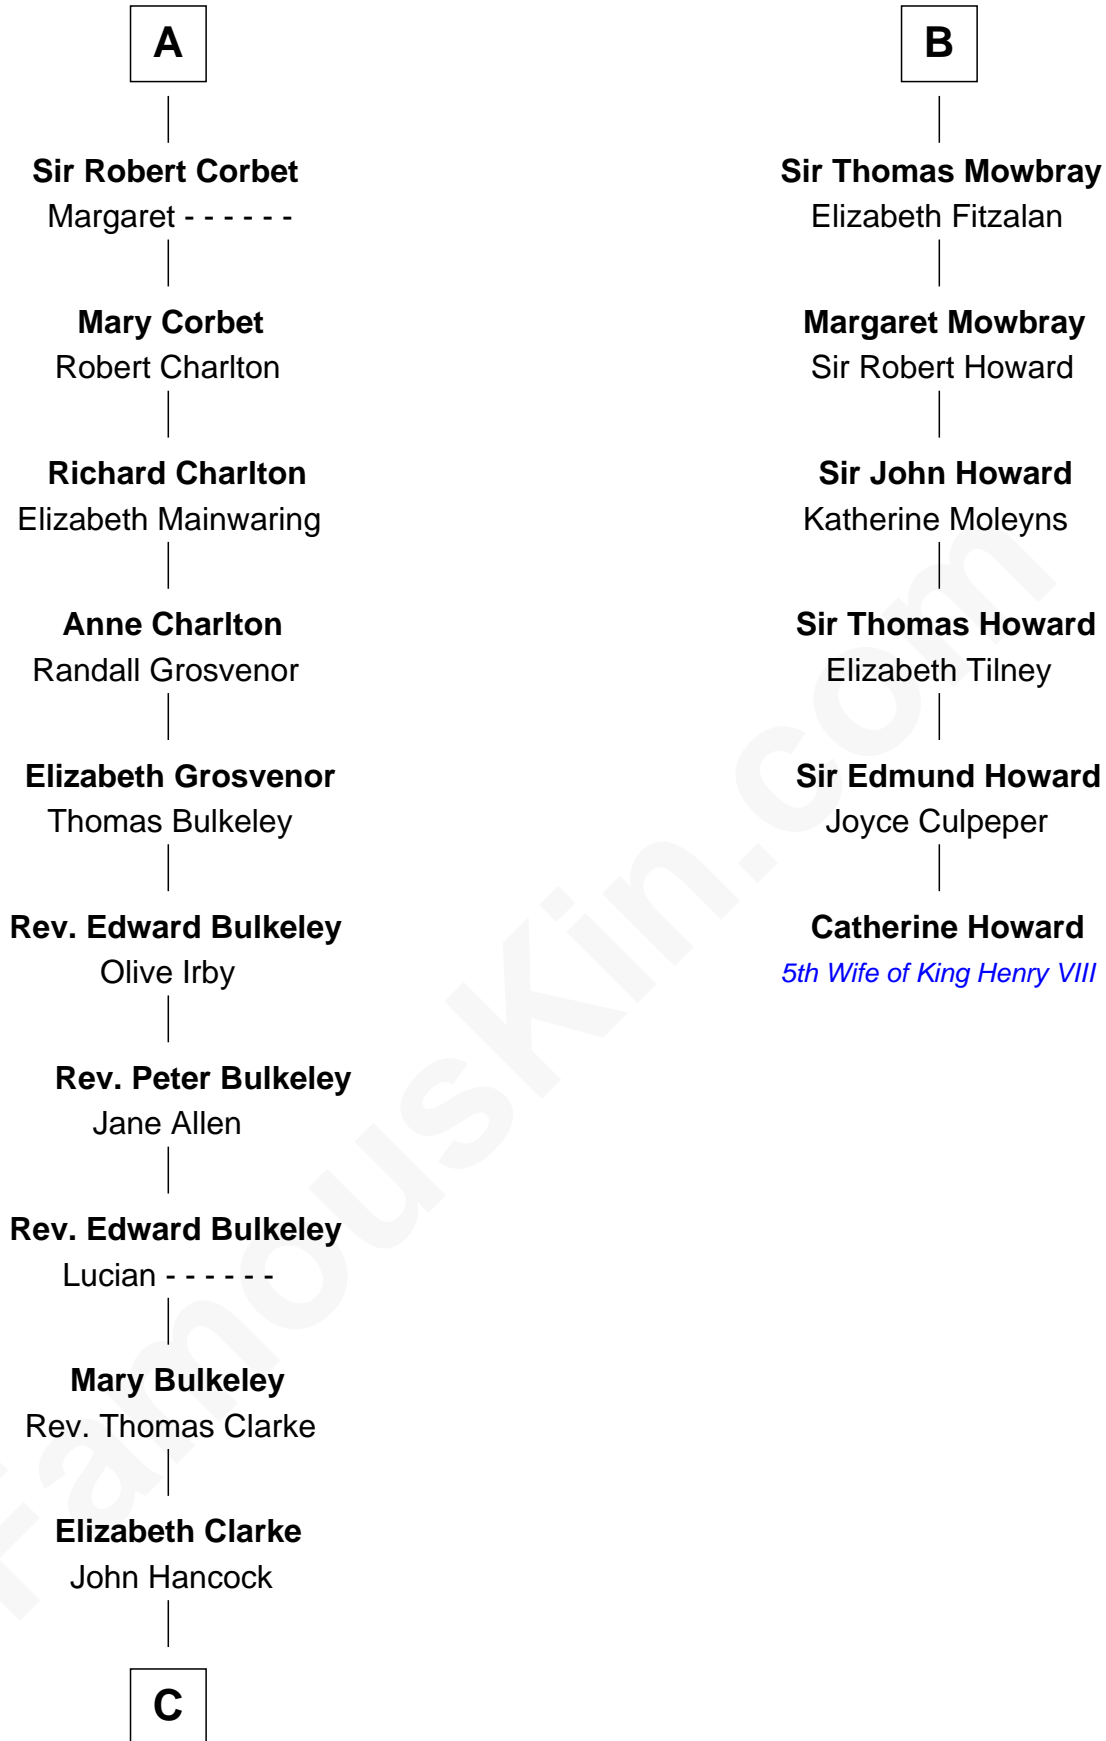 A
Sir Robert Corbet
Margaret - - - - - -
Mary Corbet
Robert Charlton
Richard Charlton
Elizabeth Mainwaring
Anne Charlton
Randall Grosvenor
Elizabeth Grosvenor
Thomas Bulkeley
Rev. Edward Bulkeley
Olive Irby
Rev. Peter Bulkeley
Jane Allen
Rev. Edward Bulkeley
Lucian - - - - - -
Mary Bulkeley
Rev. Thomas Clarke
Elizabeth Clarke
John Hancock
C
B
Sir Thomas Mowbray
Elizabeth Fitzalan
Margaret Mowbray
Sir Robert Howard
Sir John Howard
Katherine Moleyns
Sir Thomas Howard
Elizabeth Tilney
Sir Edmund Howard
Joyce Culpeper
Catherine Howard
5th Wife of King Henry VIII
FamousKin.com